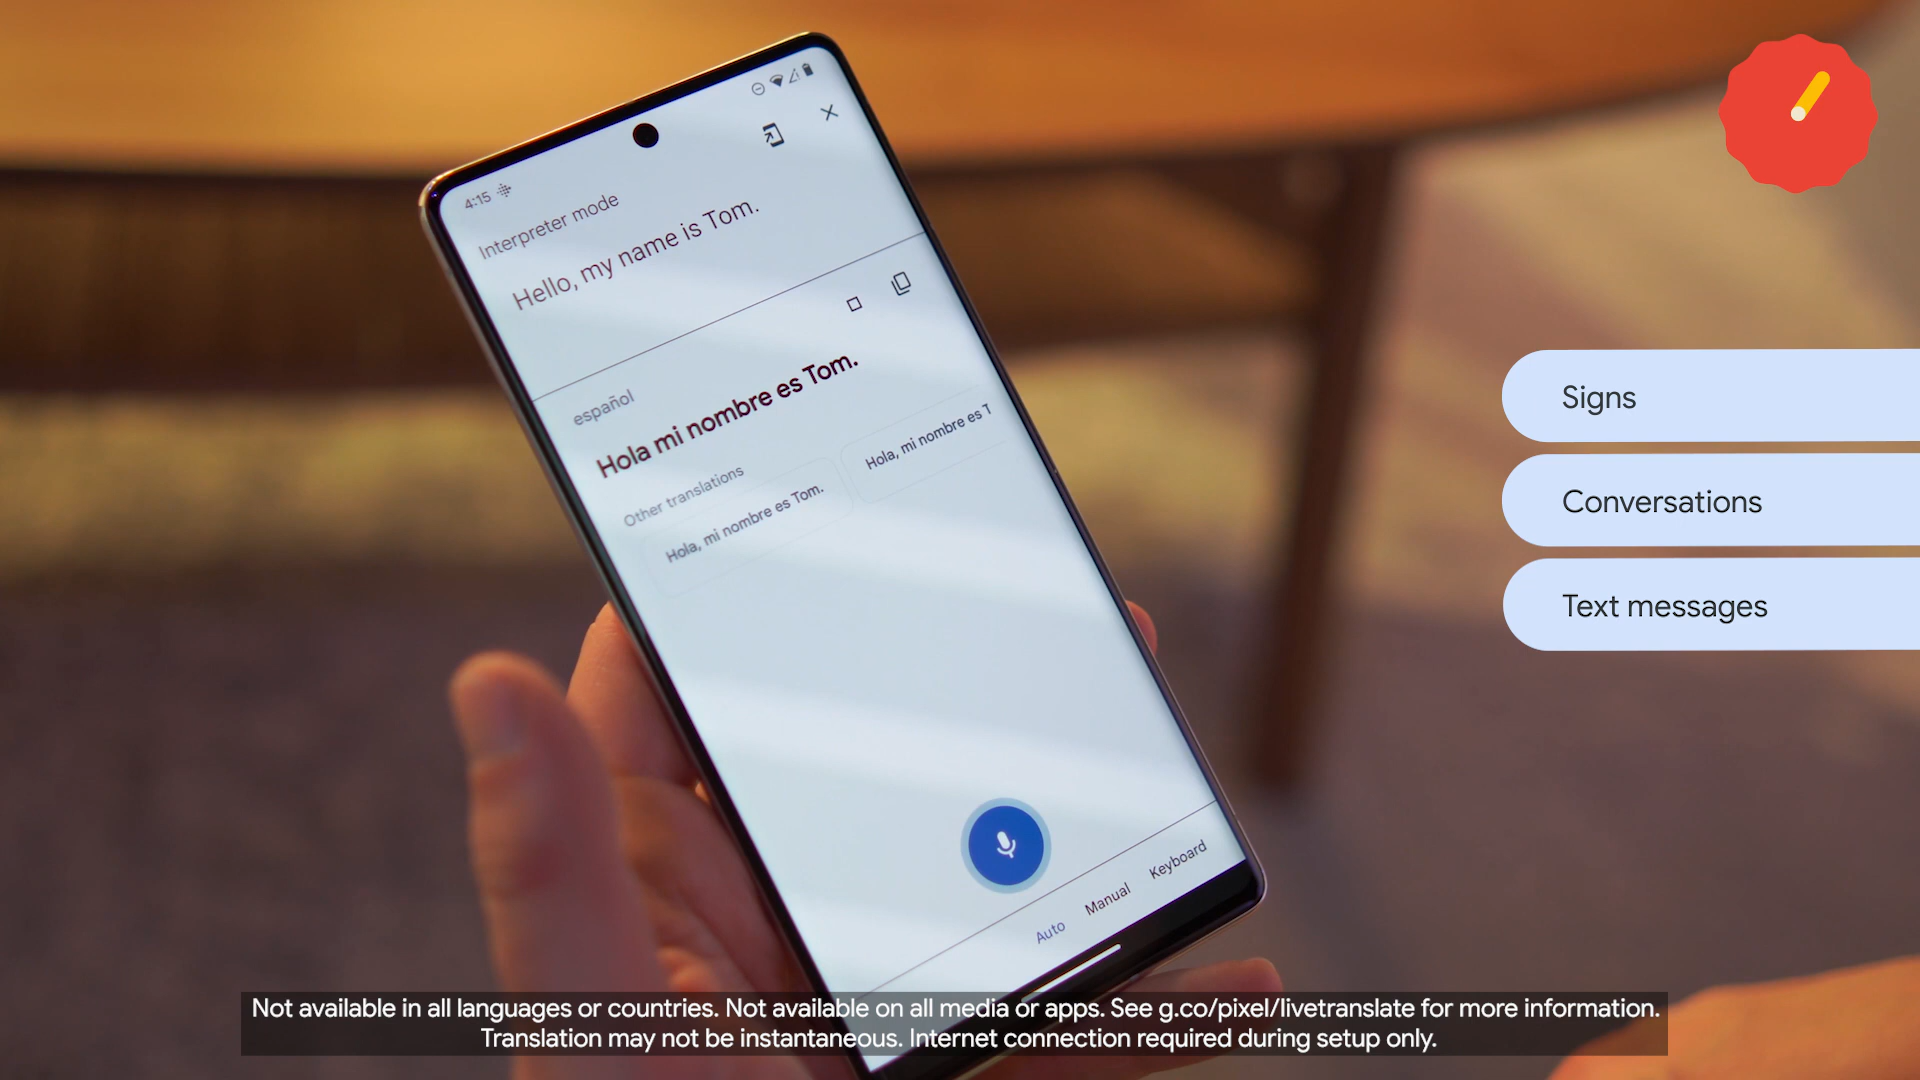 4:15
Interpreter mode
Hello, my name is Tom.
español
Hola mi nombre es Tom.
Other translations
Hola, mi nombre es Tom.
Hola, mi nombre es T
Auto
Manual
Keyboard
Signs
Conversations
Text messages
Not available in all languages or countries. Not available on all media or apps. See g.co/pixel/livetranslate for more information.
Translation may not be instantaneous. Internet connection required during setup only.